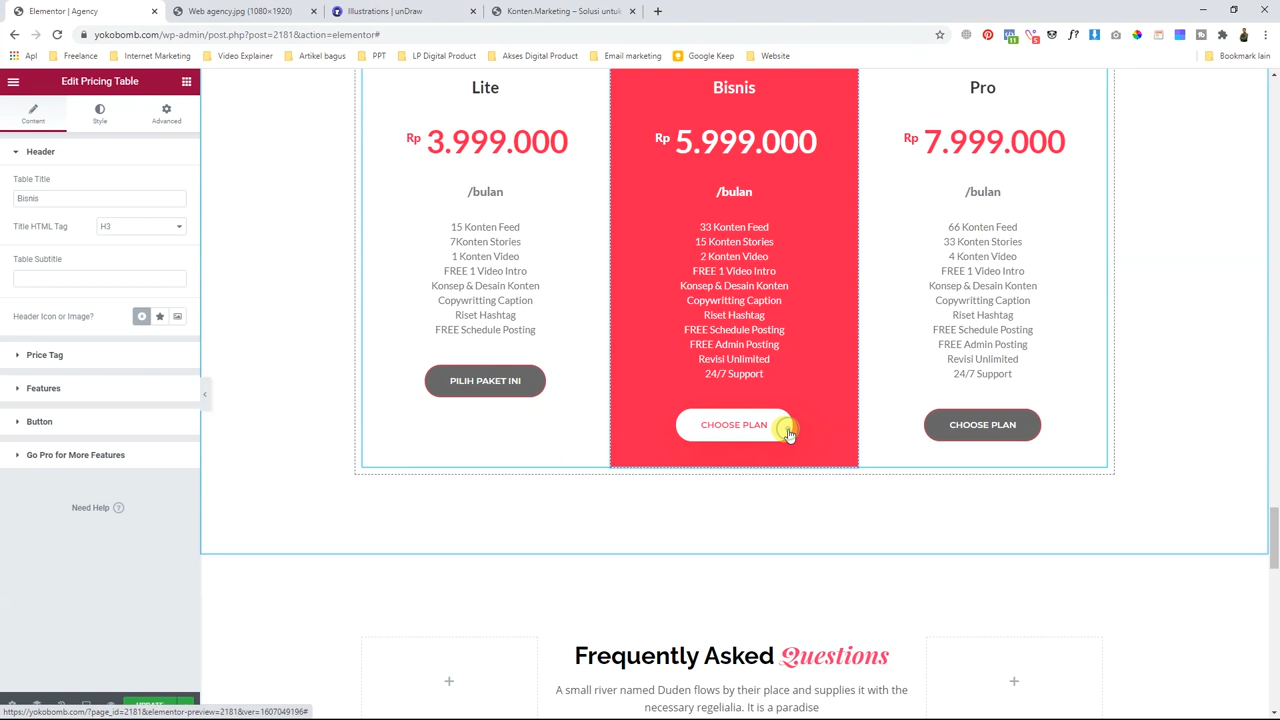 Elementor | Agency
Web agency.jpg (1080×1920)
Illustrations | unDraw
Konten.Marketing – Solusi untuk
yokobomb.com/wp-admin/post.php?post=2181&action=elementor#
Apl
Freelance
Internet Marketing
Video Explainer
Artikel bagus
PPT
LP Digital Product
Akses Digital Product
Email marketing
Google Keep
Website
Bookmark lain
Edit Pricing Table
Content
Style
Advanced
Header
Table Title
Bisnis
Title HTML Tag
H3
Table Subtitle
Header Icon or Image?
Price Tag
Features
Button
Go Pro for More Features
Need Help ?
UPDATE
Lite
Rp 3.999.000
/bulan
15 Konten Feed
7Konten Stories
1 Konten Video
FREE 1 Video Intro
Konsep & Desain Konten
Copywritting Caption
Riset Hashtag
FREE Schedule Posting
PILIH PAKET INI
Bisnis
Rp 5.999.000
/bulan
33 Konten Feed
15 Konten Stories
2 Konten Video
FREE 1 Video Intro
Konsep & Desain Konten
Copywritting Caption
Riset Hashtag
FREE Schedule Posting
FREE Admin Posting
Revisi Unlimited
24/7 Support
CHOOSE PLAN
Pro
Rp 7.999.000
/bulan
66 Konten Feed
33 Konten Stories
4 Konten Video
FREE 1 Video Intro
Konsep & Desain Konten
Copywritting Caption
Riset Hashtag
FREE Schedule Posting
FREE Admin Posting
Revisi Unlimited
24/7 Support
CHOOSE PLAN
Frequently Asked Questions
A small river named Duden flows by their place and supplies it with the
necessary regelialia. It is a paradise
https://yokobomb.com/?page_id=2181&elementor-preview=2181&ver=1607049196#